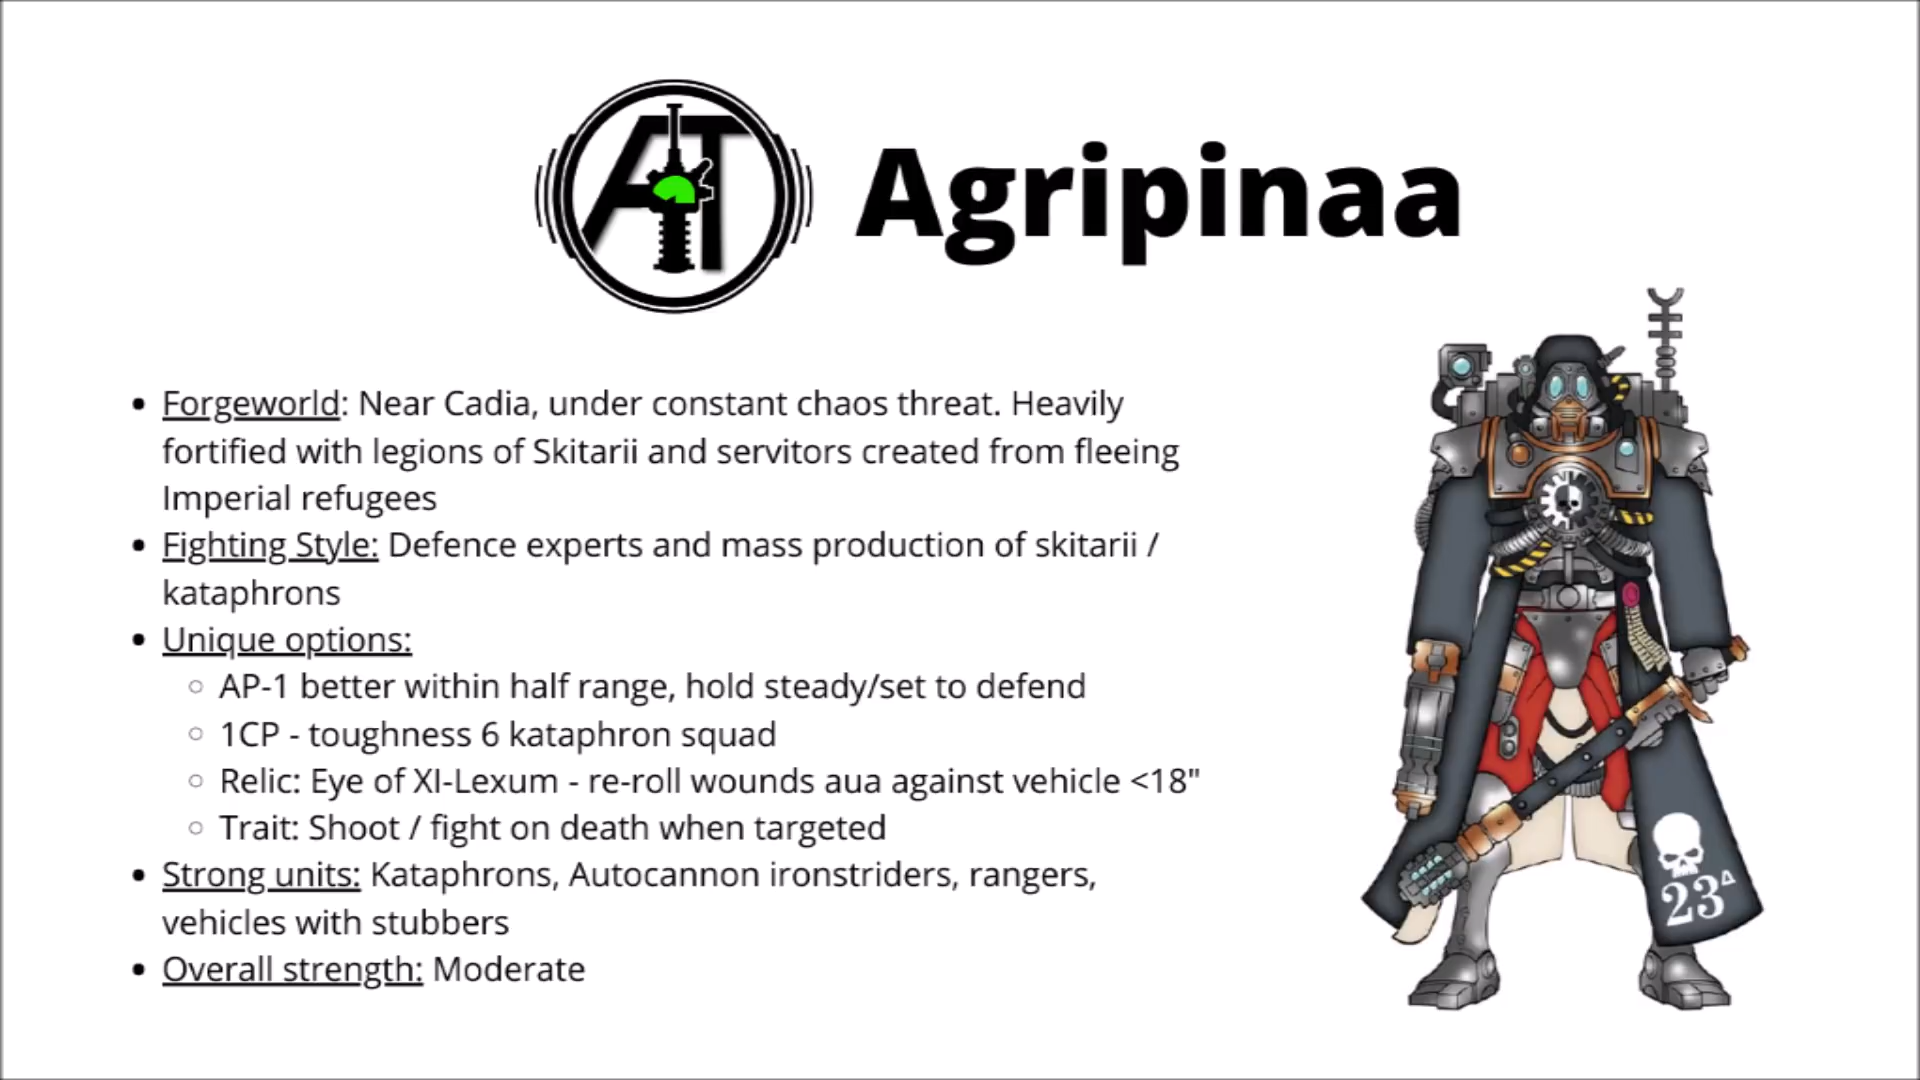 AT
Agripinaa
• Forgeworld: Near Cadia, under constant chaos threat. Heavily
fortified with legions of Skitarii and servitors created from fleeing
Imperial refugees
• Fighting Style: Defence experts and mass production of skitarii /
kataphrons
• Unique options:
○ AP-1 better within half range, hold steady/set to defend
○ 1CP - toughness 6 kataphron squad
○ Relic: Eye of XI-Lexum - re-roll wounds aua against vehicle <18"
○ Trait: Shoot / fight on death when targeted
• Strong units: Kataphrons, Autocannon ironstriders, rangers,
vehicles with stubbers
• Overall strength: Moderate
23Δ